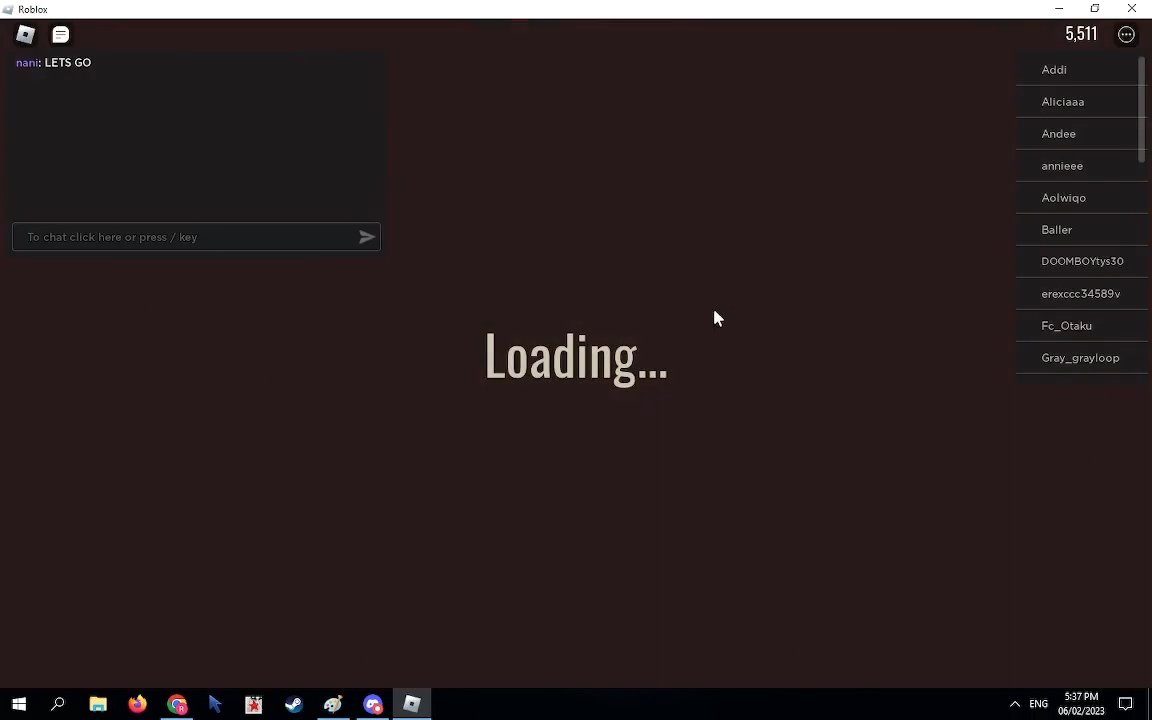 Roblox
5,511
nani: LETS GO
To chat click here or press / key
Addi
Aliciaaa
Andee
annieee
Aolwiqo
Baller
DOOMBOYtys30
erexccc34589v
Fc_Otaku
Gray_grayloop
Loading...
ENG
5:37 PM
06/02/2023